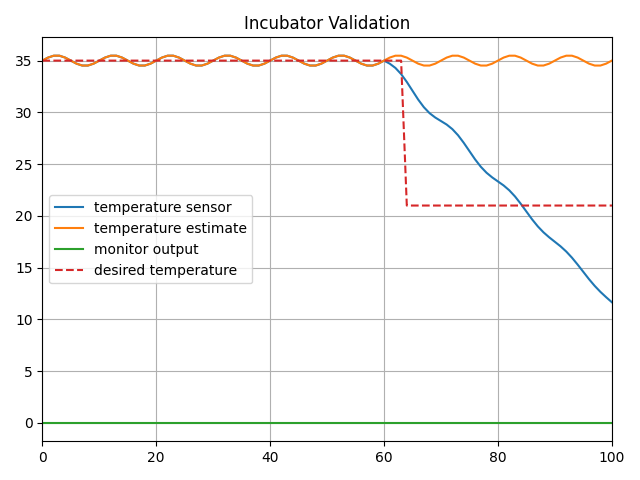 Incubator Validation
35
30
25
20
15
10
5
0
temperature sensor
temperature estimate
monitor output
desired temperature
0 20 40 60 80 100